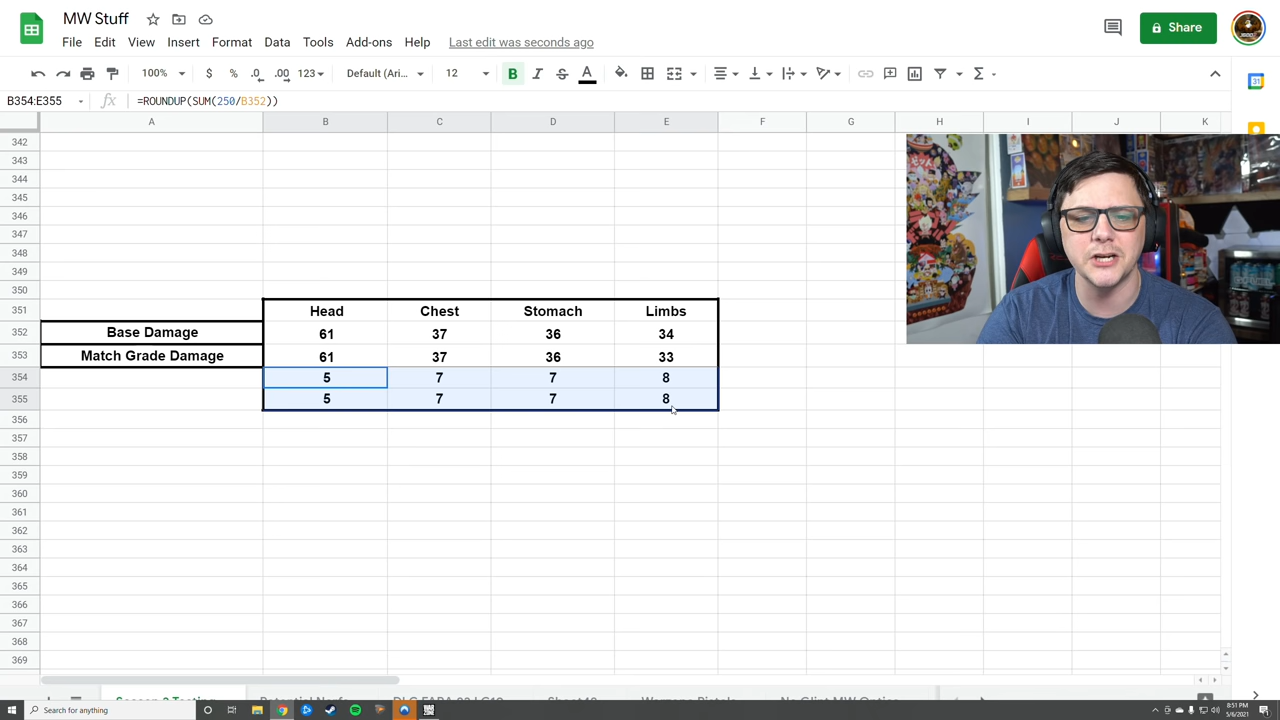 MW Stuff
File Edit View Insert Format Data Tools Add-ons Help Last edit was seconds ago
Share
100% $ % .0 .00 123 Default (Ari... 12 B I S A
31
B354:E355 fx =ROUNDUP(SUM(250/B352))
A B C D E F G H I J K
342
343
344
345
346
347
348
349
350
351 Head Chest Stomach Limbs
352 Base Damage 61 37 36 34
353 Match Grade Damage 61 37 36 33
354 5 7 7 8
355 5 7 7 8
356
357
358
359
360
361
362
363
364
365
366
367
368
369
Search for anything
8:51 PM
5/6/2021